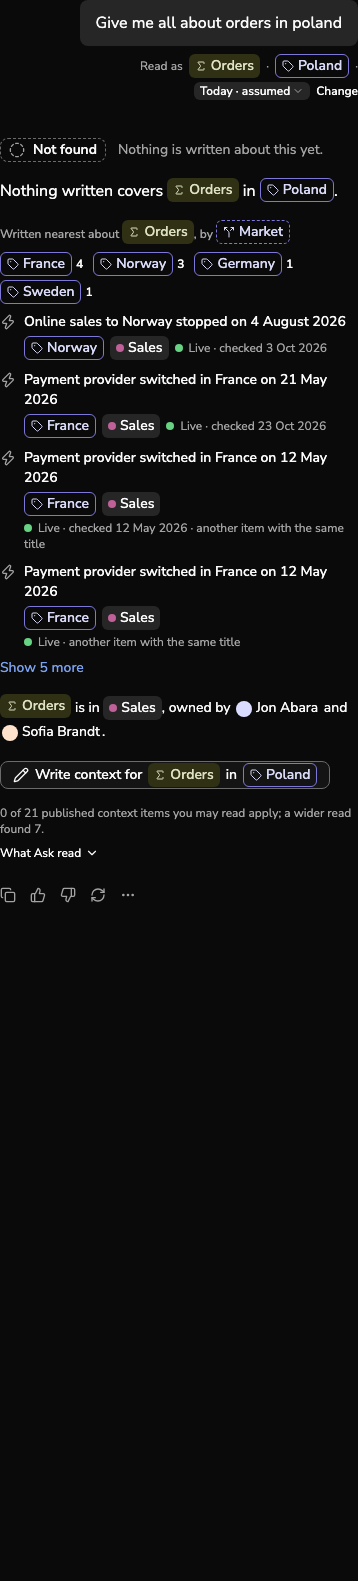 Give me all about orders in poland
Read as Orders · Poland ·
Today · assumed Change
Not found Nothing is written about this yet.
Nothing written covers Orders in Poland.
Written nearest about Orders, by Market
France 4 Norway 3 Germany 1
Sweden 1
Online sales to Norway stopped on 4 August 2026
Norway Sales Live · checked 3 Oct 2026
Payment provider switched in France on 21 May
2026
France Sales Live · checked 23 Oct 2026
Payment provider switched in France on 12 May
2026
France Sales
Live · checked 12 May 2026 · another item with the same
title
Payment provider switched in France on 12 May
2026
France Sales
Live · another item with the same title
Show 5 more
Orders is in Sales, owned by Jon Abara and
Sofia Brandt.
Write context for Orders in Poland
0 of 21 published context items you may read apply; a wider read
found 7.
What Ask read